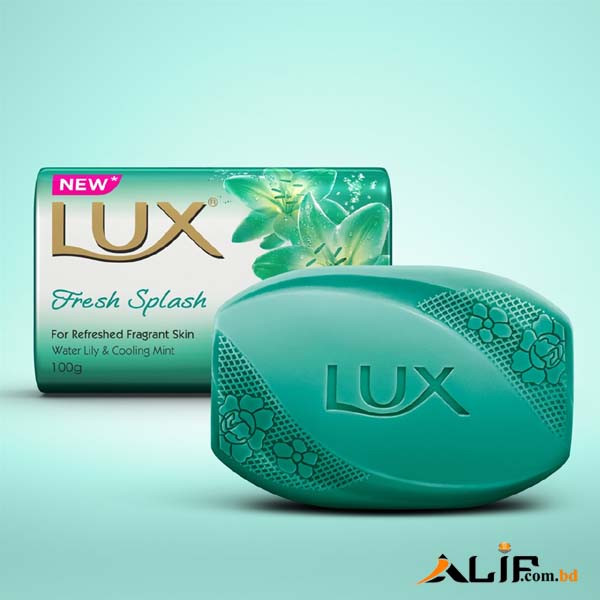 NEW*
LUX®
Fresh Splash
For Refreshed Fragrant Skin
Water Lily & Cooling Mint
100g
LUX
ALIF.com.bd